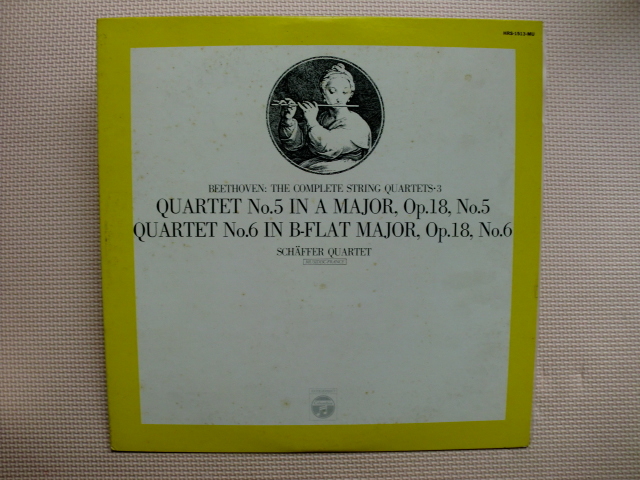 BEETHOVEN: THE COMPLETE STRING QUARTETS·3
QUARTET No.5 IN A MAJOR, Op.18, No.5
QUARTET No.6 IN B-FLAT MAJOR, Op.18, No.6
SCHÄFFER QUARTET